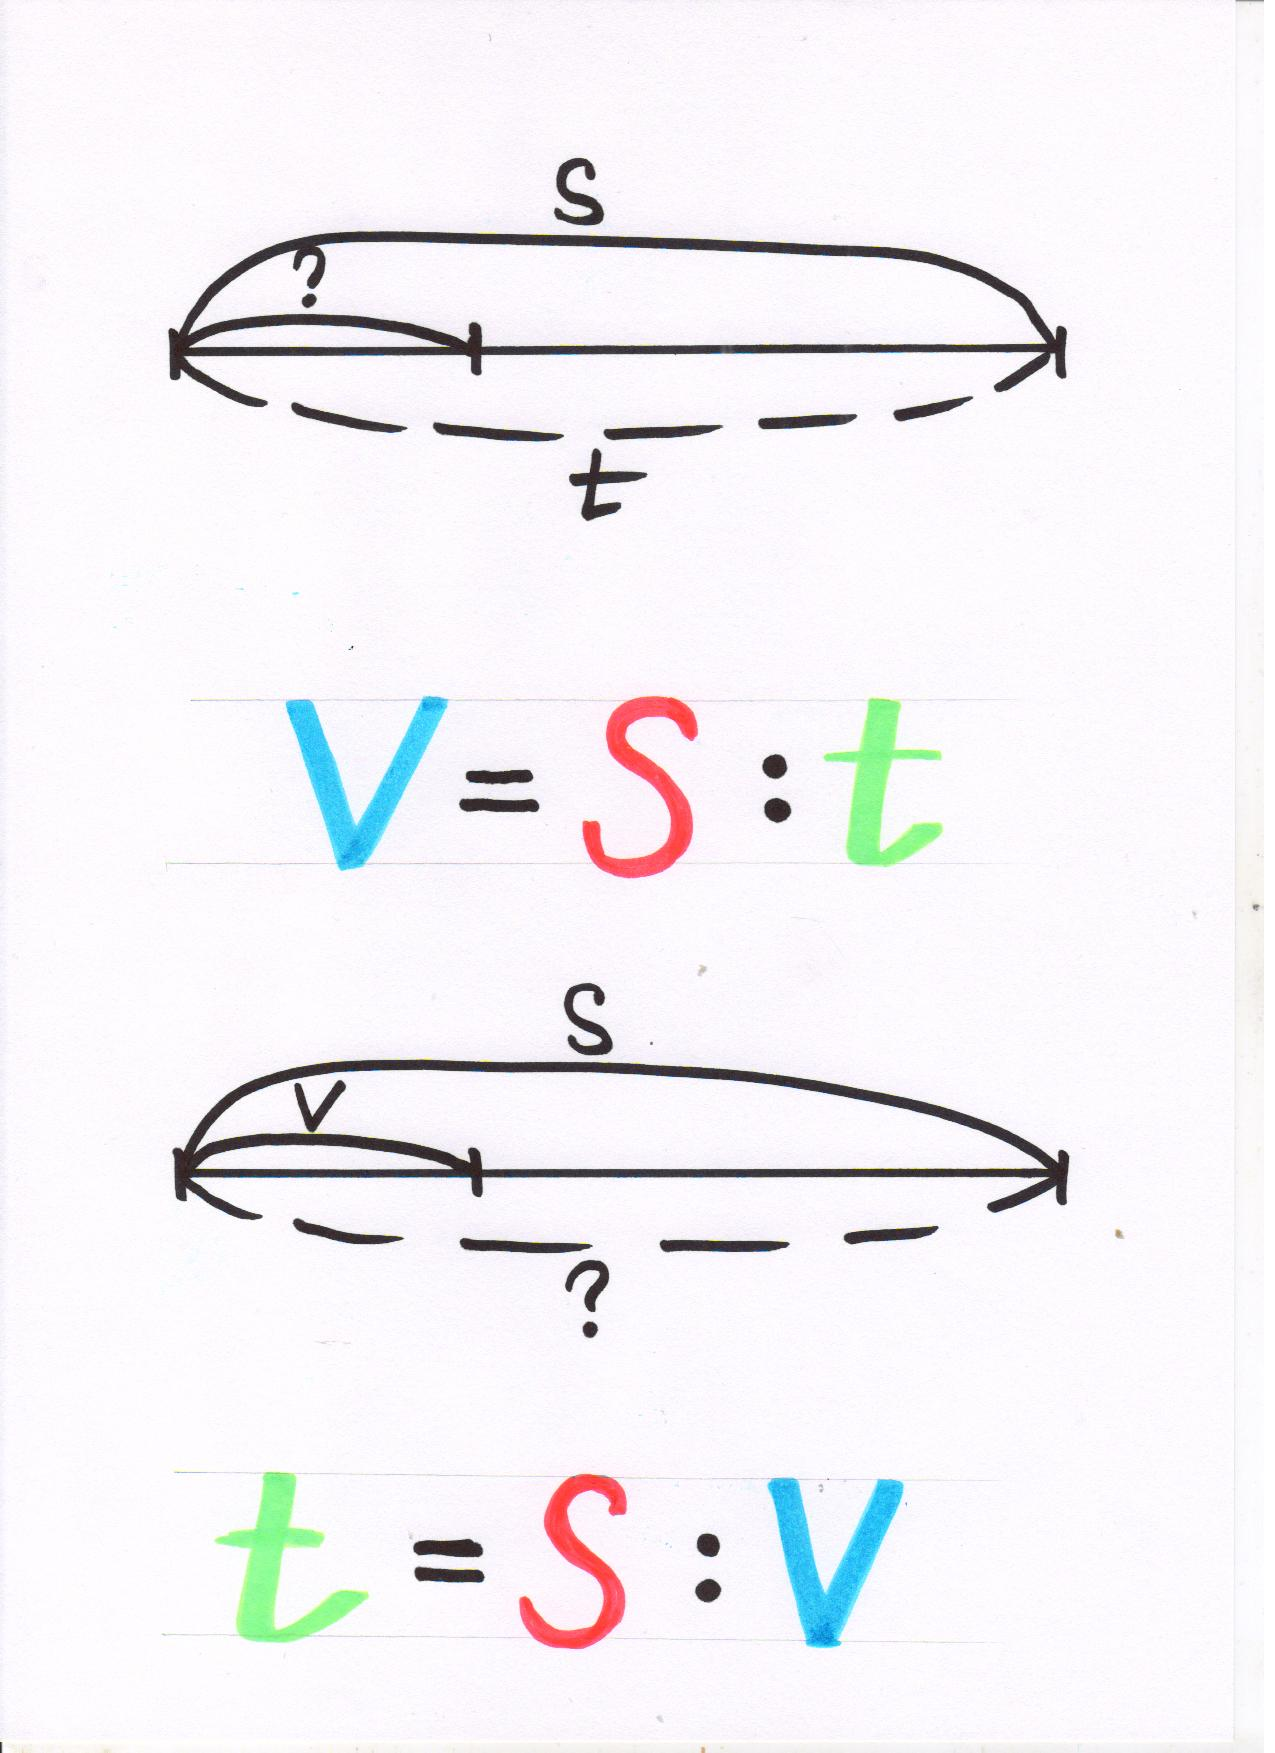 S
?
t
V = S : t
S
V
?
t = S : V